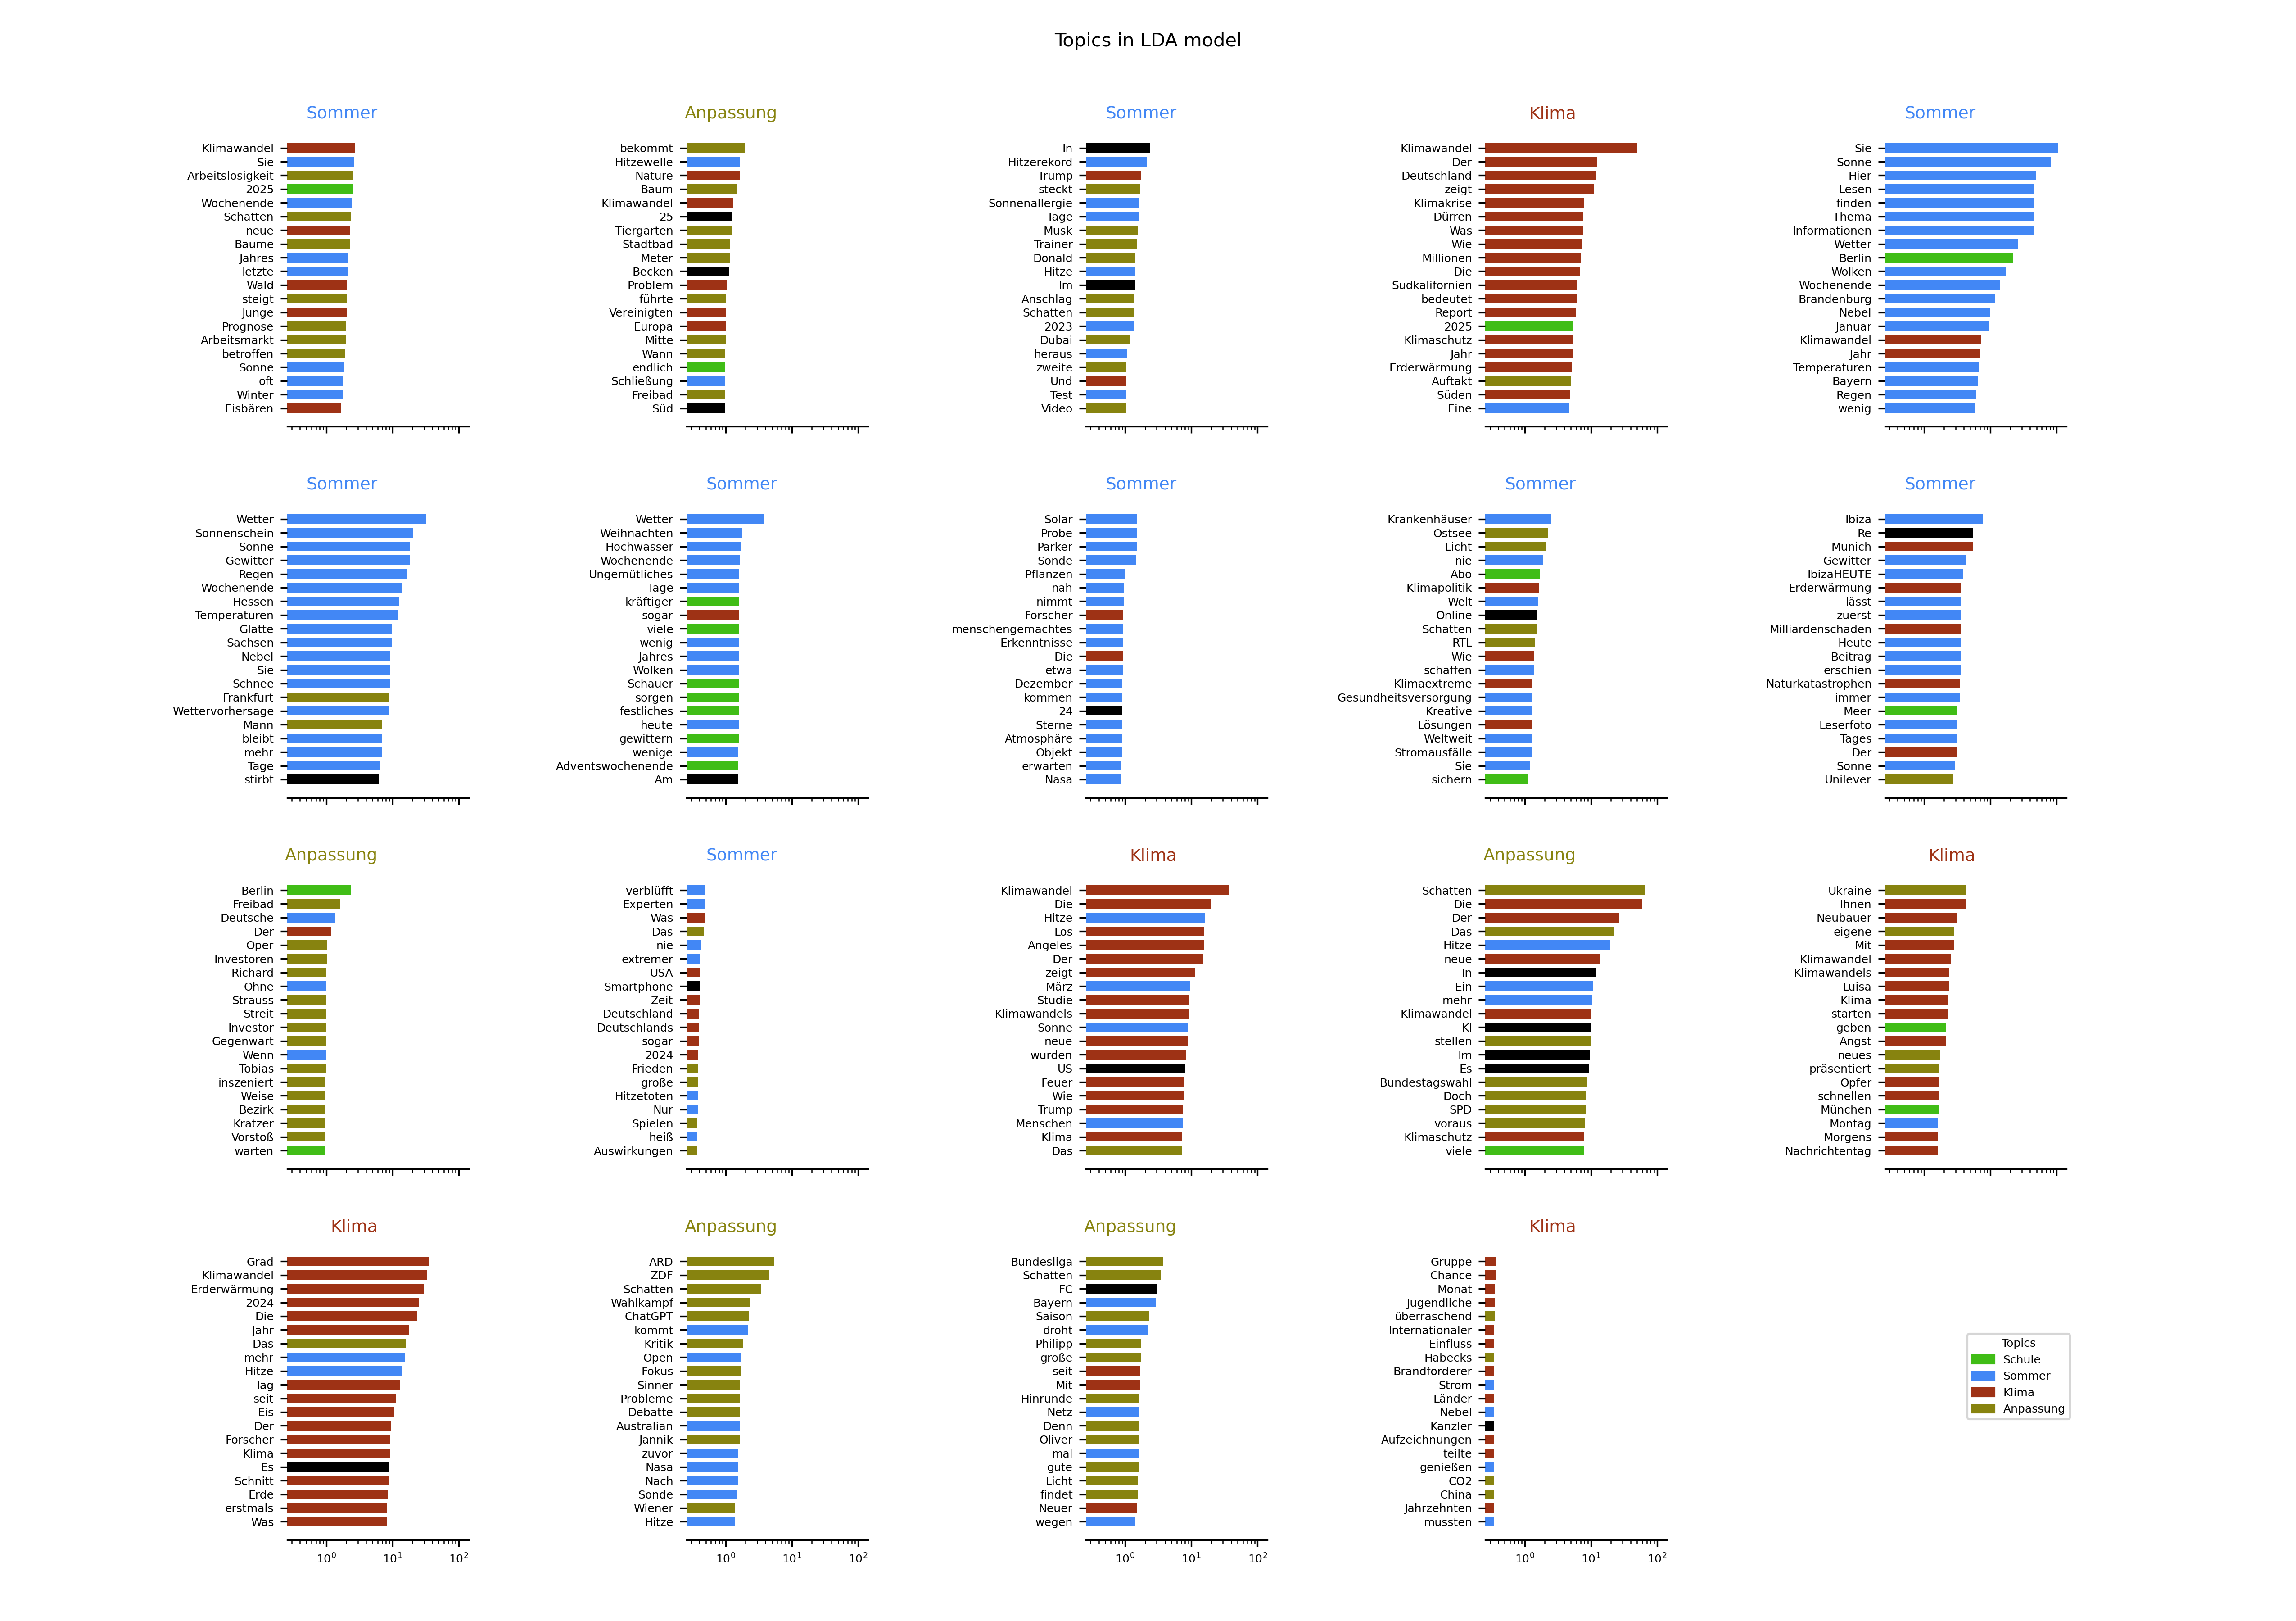 Topics in LDA model
Sommer
Klimawandel
Sie
Arbeitslosigkeit
2025
Wochenende
Schatten
neue
Bäume
Jahres
letzte
Wald
steigt
Junge
Prognose
Arbeitsmarkt
betroffen
Sonne
oft
Winter
Eisbären
Anpassung
bekommt
Hitzewelle
Nature
Baum
Klimawandel
25
Tiergarten
Stadtbad
Meter
Becken
Problem
führte
Vereinigten
Europa
Mitte
Wann
endlich
Schließung
Freibad
Süd
Sommer
In
Hitzerekord
Trump
steckt
Sonnenallergie
Tage
Musk
Trainer
Donald
Hitze
Im
Anschlag
Schatten
2023
Dubai
heraus
zweite
Und
Test
Video
Klima
Klimawandel
Der
Deutschland
zeigt
Klimakrise
Dürren
Was
Wie
Millionen
Die
Südkalifornien
bedeutet
Report
2025
Klimaschutz
Jahr
Erderwärmung
Auftakt
Süden
Eine
Sommer
Sie
Sonne
Hier
Lesen
finden
Thema
Informationen
Wetter
Berlin
Wolken
Wochenende
Brandenburg
Nebel
Januar
Klimawandel
Jahr
Temperaturen
Bayern
Regen
wenig
Sommer
Wetter
Sonnenschein
Sonne
Gewitter
Regen
Wochenende
Hessen
Temperaturen
Glätte
Sachsen
Nebel
Sie
Schnee
Frankfurt
Wettervorhersage
Mann
bleibt
mehr
Tage
stirbt
Sommer
Wetter
Weihnachten
Hochwasser
Wochenende
Ungemütliches
Tage
kräftiger
sogar
viele
wenig
Jahres
Wolken
Schauer
sorgen
festliches
heute
gewittern
wenige
Adventswochenende
Am
Sommer
Solar
Probe
Parker
Sonde
Pflanzen
nah
nimmt
Forscher
menschengemachtes
Erkenntnisse
Die
etwa
Dezember
kommen
24
Sterne
Atmosphäre
Objekt
erwarten
Nasa
Sommer
Krankenhäuser
Ostsee
Licht
nie
Abo
Klimapolitik
Welt
Online
Schatten
RTL
Wie
schaffen
Klimaextreme
Gesundheitsversorgung
Kreative
Lösungen
Weltweit
Stromausfälle
Sie
sichern
Sommer
Ibiza
Re
Munich
Gewitter
IbizaHEUTE
Erderwärmung
lässt
zuerst
Milliardenschäden
Heute
Beitrag
erschien
Naturkatastrophen
immer
Meer
Leserfoto
Tages
Der
Sonne
Unilever
Anpassung
Berlin
Freibad
Deutsche
Der
Oper
Investoren
Richard
Ohne
Strauss
Streit
Investor
Gegenwart
Wenn
Tobias
inszeniert
Weise
Bezirk
Kratzer
Vorstoß
warten
Sommer
verblüfft
Experten
Was
Das
nie
extremer
USA
Smartphone
Zeit
Deutschland
Deutschlands
sogar
2024
Frieden
große
Hitzetoten
Nur
Spielen
heiß
Auswirkungen
Klima
Klimawandel
Die
Hitze
Los
Angeles
Der
zeigt
März
Studie
Klimawandels
Sonne
neue
wurden
US
Feuer
Wie
Trump
Menschen
Klima
Das
Anpassung
Schatten
Die
Der
Das
Hitze
neue
In
Ein
mehr
Klimawandel
KI
stellen
Im
Es
Bundestagswahl
Doch
SPD
voraus
Klimaschutz
viele
Klima
Ukraine
Ihnen
Neubauer
eigene
Mit
Klimawandel
Klimawandels
Luisa
Klima
starten
geben
Angst
neues
präsentiert
Opfer
schnellen
München
Montag
Morgens
Nachrichtentag
Klima
Grad
Klimawandel
Erderwärmung
2024
Die
Jahr
Das
mehr
Hitze
lag
seit
Eis
Der
Forscher
Klima
Es
Schnitt
Erde
erstmals
Was
10⁰ 10¹ 10²
Anpassung
ARD
ZDF
Schatten
Wahlkampf
ChatGPT
kommt
Kritik
Open
Fokus
Sinner
Probleme
Debatte
Australian
Jannik
zuvor
Nasa
Nach
Sonde
Wiener
Hitze
10⁰ 10¹ 10²
Anpassung
Bundesliga
Schatten
FC
Bayern
Saison
droht
Philipp
große
seit
Mit
Hinrunde
Netz
Denn
Oliver
mal
gute
Licht
findet
Neuer
wegen
10⁰ 10¹ 10²
Klima
Gruppe
Chance
Monat
Jugendliche
überraschend
Internationaler
Einfluss
Habecks
Brandförderer
Strom
Länder
Nebel
Kanzler
Aufzeichnungen
teilte
genießen
CO2
China
Jahrzehnten
mussten
10⁰ 10¹ 10²
Topics
Schule
Sommer
Klima
Anpassung